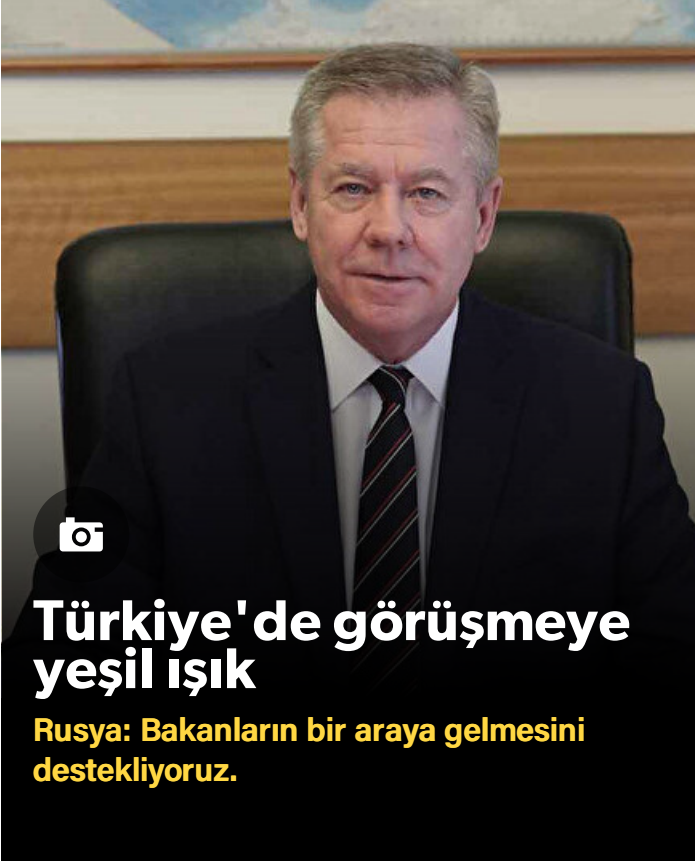 Türkiye'de görüşmeye
yeşil ışık
Rusya: Bakanların bir araya gelmesini
destekliyoruz.